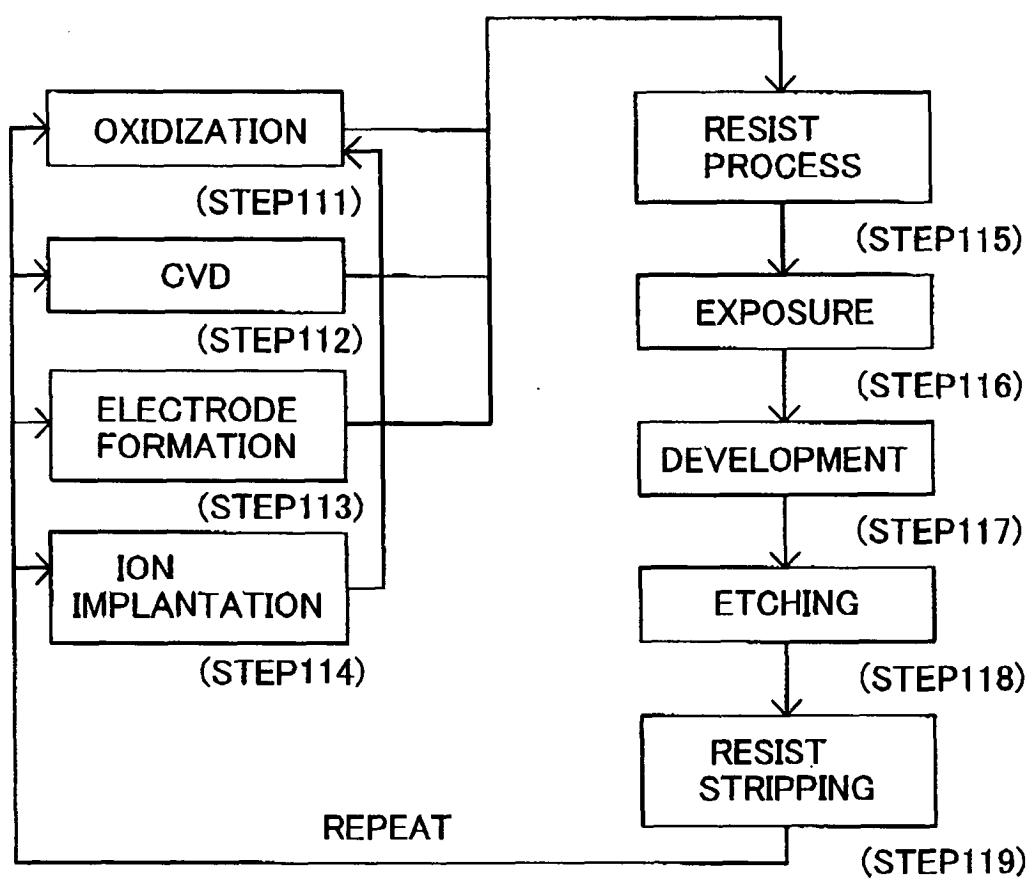 OXIDIZATION
(STEP111)
CVD
(STEP112)
ELECTRODE
FORMATION
(STEP113)
ION
IMPLANTATION
(STEP114)
RESIST
PROCESS
(STEP115)
EXPOSURE
(STEP116)
DEVELOPMENT
(STEP117)
ETCHING
(STEP118)
RESIST
STRIPPING
(STEP119)
REPEAT